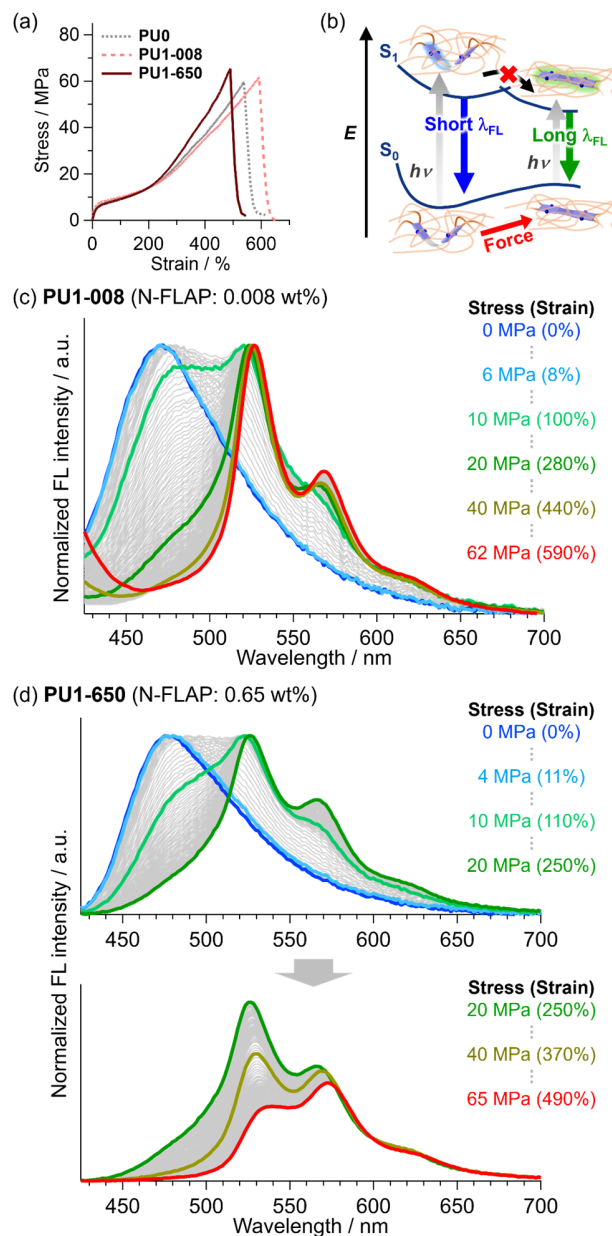 (a)
PU0
PU1-008
PU1-650
80
60
40
20
0
Stress / MPa
0 200 400 600
Strain / %
(b)
E
S1
S0
Short λFL
Long λFL
hν
hν
Force
(c) PU1-008 (N-FLAP: 0.008 wt%)
Normalized FL intensity / a.u.
Stress (Strain)
0 MPa (0%)
6 MPa (8%)
10 MPa (100%)
20 MPa (280%)
40 MPa (440%)
62 MPa (590%)
450 500 550 600 650 700
Wavelength / nm
(d) PU1-650 (N-FLAP: 0.65 wt%)
Normalized FL intensity / a.u.
Stress (Strain)
0 MPa (0%)
4 MPa (11%)
10 MPa (110%)
20 MPa (250%)
450 500 550 600 650 700
Stress (Strain)
20 MPa (250%)
40 MPa (370%)
65 MPa (490%)
450 500 550 600 650 700
Wavelength / nm